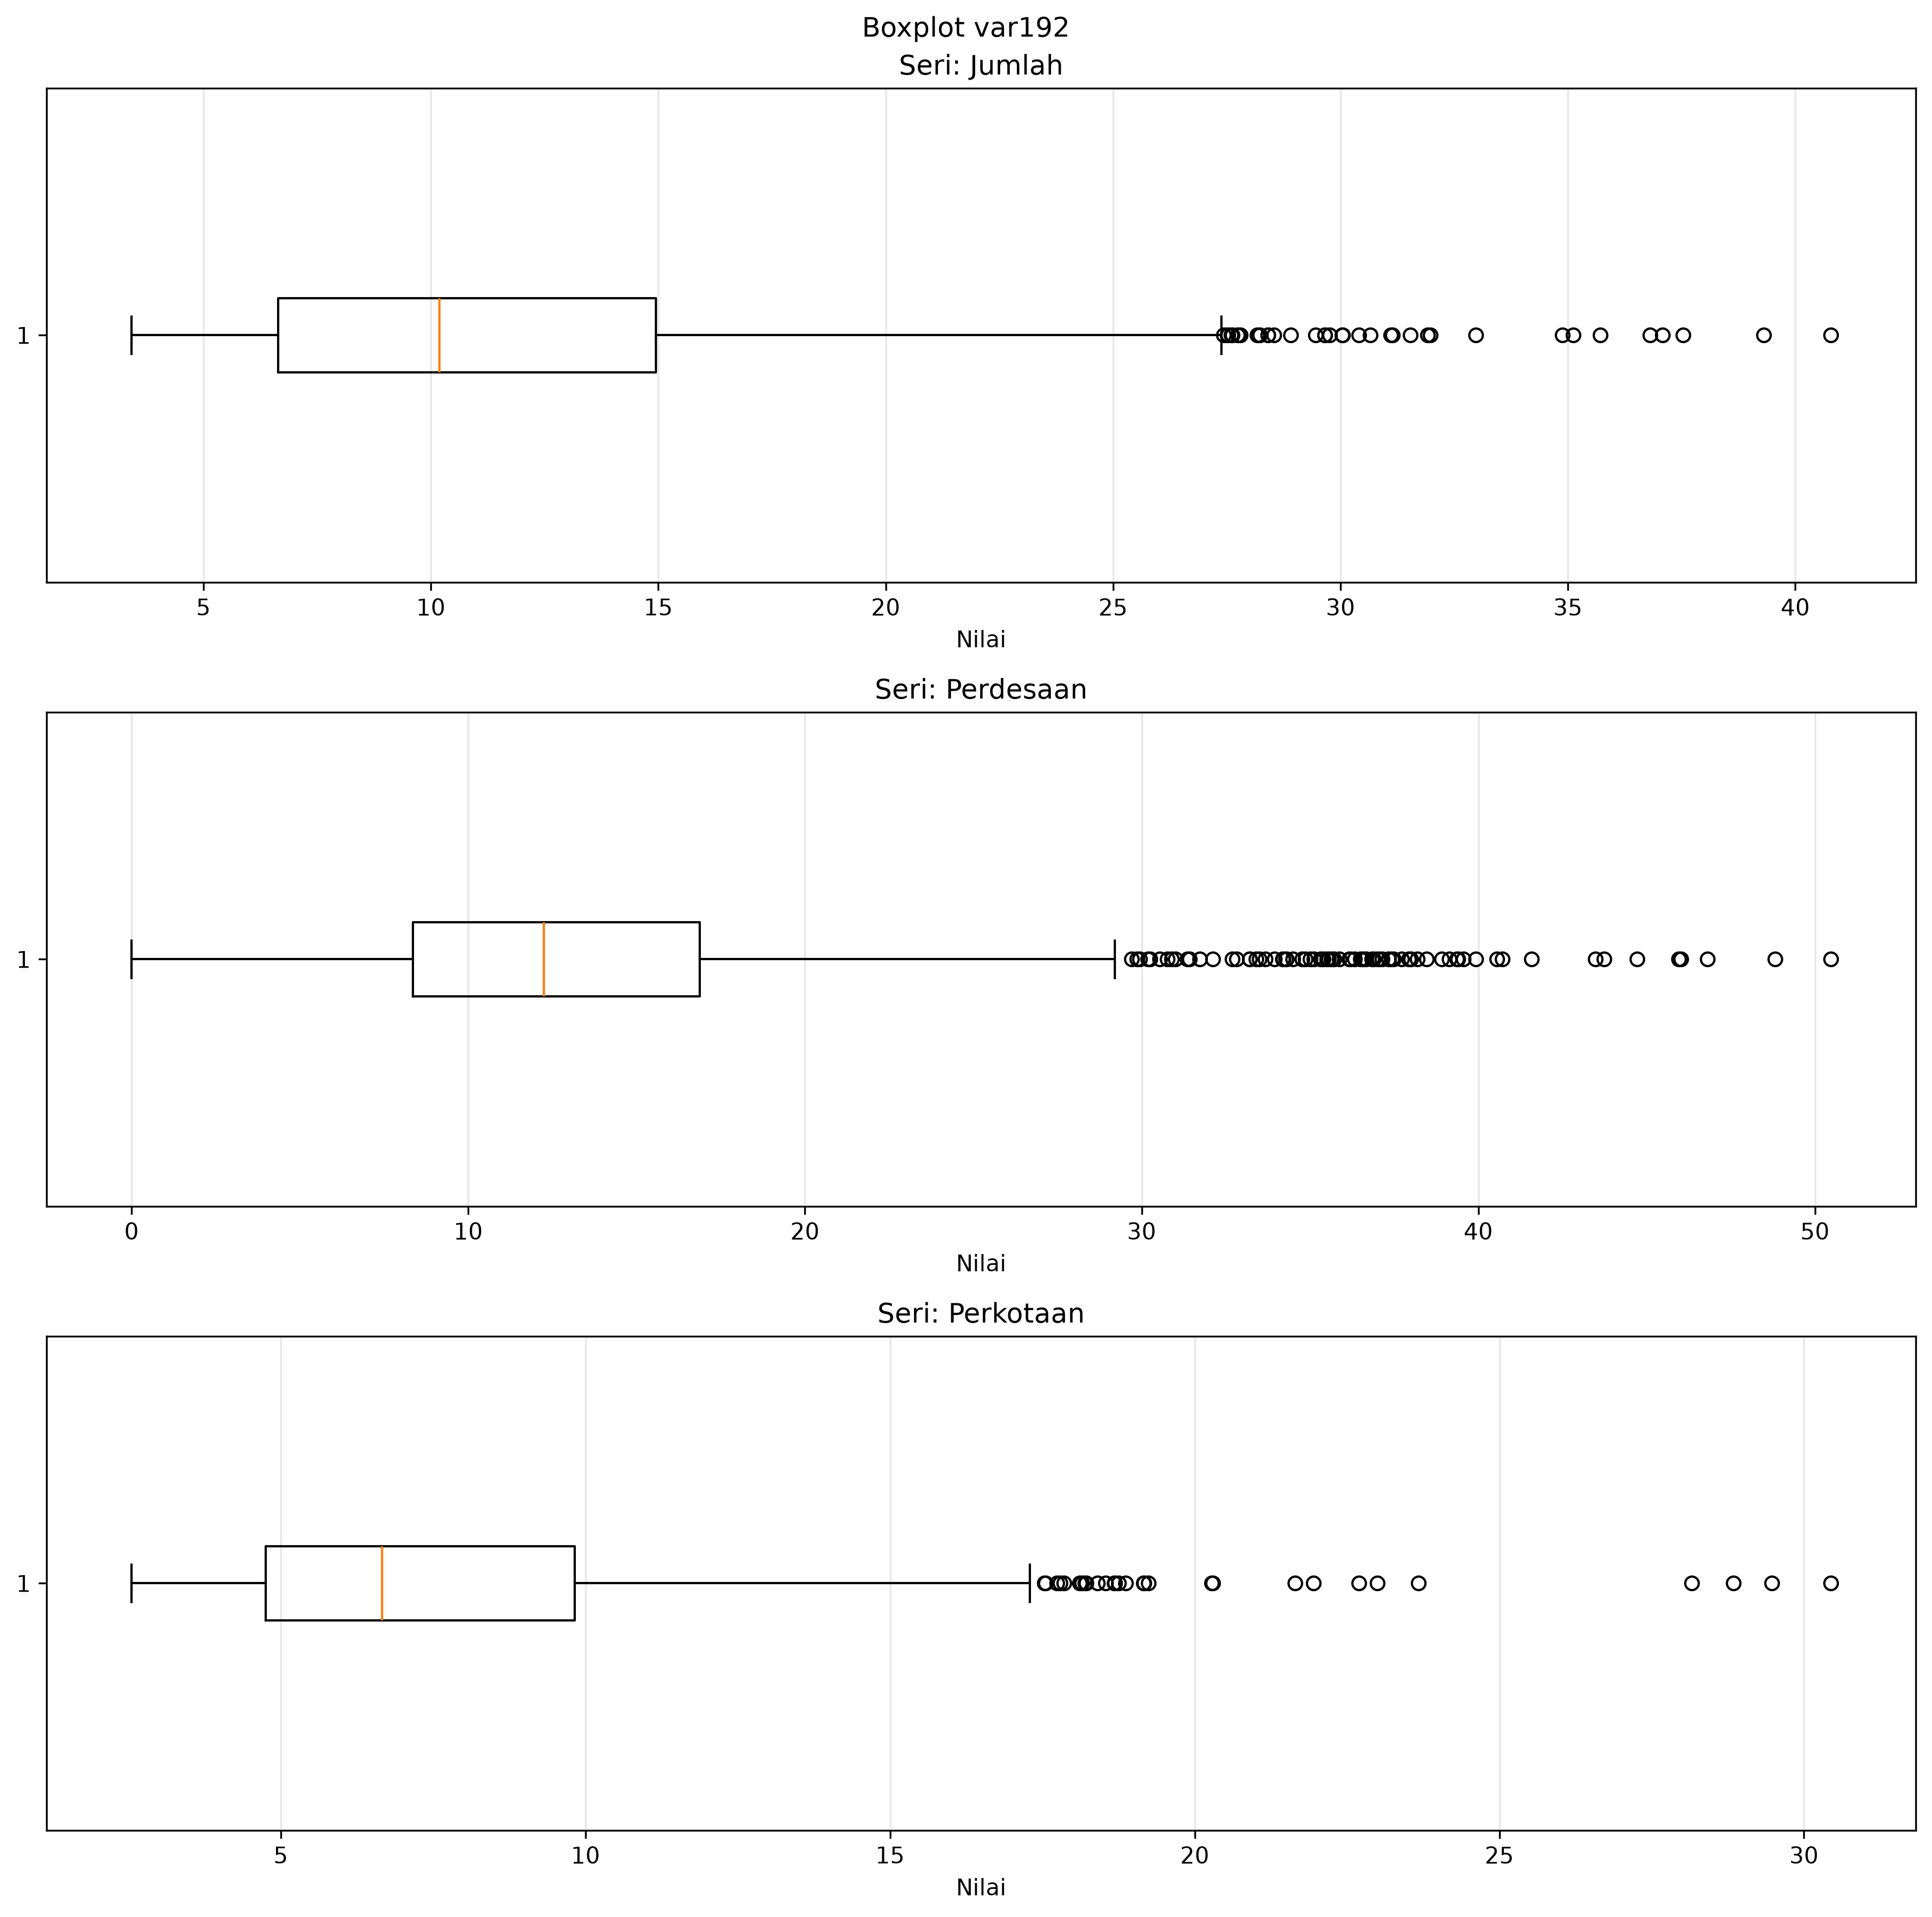 Boxplot var192
Seri: Jumlah
1
5 10 15 20 25 30 35 40
Nilai
Seri: Perdesaan
1
0 10 20 30 40 50
Nilai
Seri: Perkotaan
1
5 10 15 20 25 30
Nilai